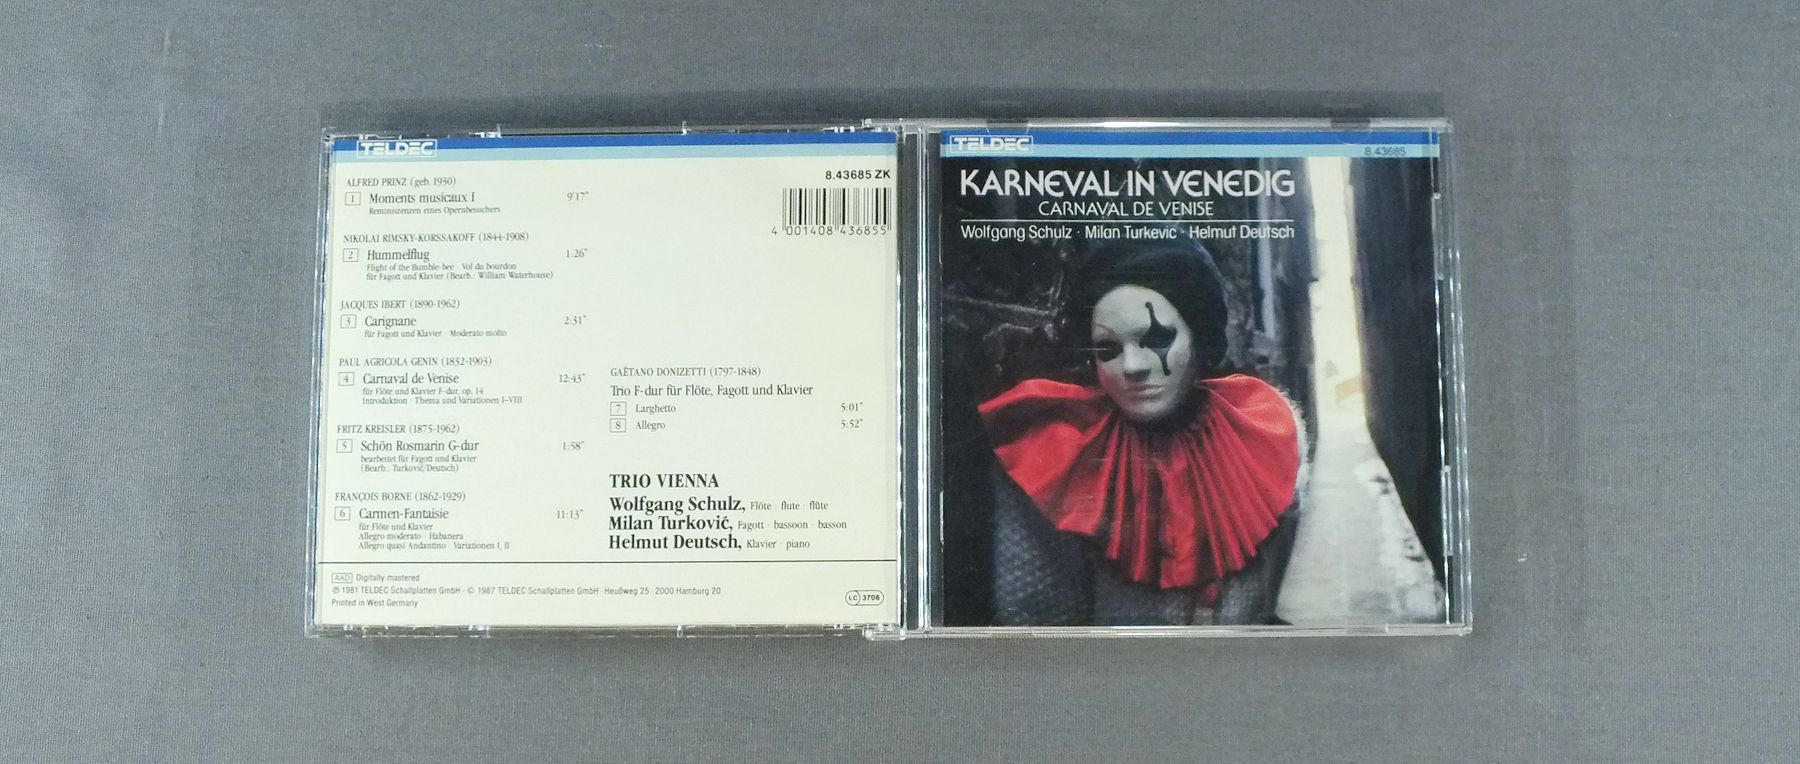 TELDEC
8.43685 ZK
4 001408 436855
ALFRED PRINZ (geb. 1930)
1 Moments musicaux I 9'17"
Reminiszenzen eines Opernbesuchers
NIKOLAI RIMSKY-KORSSAKOFF (1844-1908)
2 Hummelflug 1:26"
Flight of the Bumble-bee · Vol du bourdon
für Fagott und Klavier (Bearb.: William Waterhouse)
JACQUES IBERT (1890-1962)
3 Carignane 2:31"
für Fagott und Klavier · Moderato molto
PAUL AGRICOLA GENIN (1832-1903)
4 Carnaval de Venise 12:43"
für Flöte und Klavier F-dur, op. 14
Introduktion · Thema und Variationen I-VIII
FRITZ KREISLER (1875-1962)
5 Schön Rosmarin G-dur 1:58"
bearbeitet für Fagott und Klavier
(Bearb.: Turković/Deutsch)
FRANÇOIS BORNE (1862-1929)
6 Carmen-Fantaisie 11:13"
für Flöte und Klavier
Allegro moderato · Habanera
Allegro quasi Andantino · Variationen I, II
GAËTANO DONIZETTI (1797-1848)
Trio F-dur für Flöte, Fagott und Klavier
7 Larghetto 5:01"
8 Allegro 5:52"
TRIO VIENNA
Wolfgang Schulz, Flöte · flute · flûte
Milan Turković, Fagott · bassoon · basson
Helmut Deutsch, Klavier · piano
AAD Digitally mastered
℗ 1981 TELDEC Schallplatten GmbH · © 1987 TELDEC Schallplatten GmbH · Heußweg 25 · 2000 Hamburg 20
Printed in West Germany
LC 3706
TELDEC
8.43685
KARNEVAL IN VENEDIG
CARNAVAL DE VENISE
Wolfgang Schulz · Milan Turkevic · Helmut Deutsch